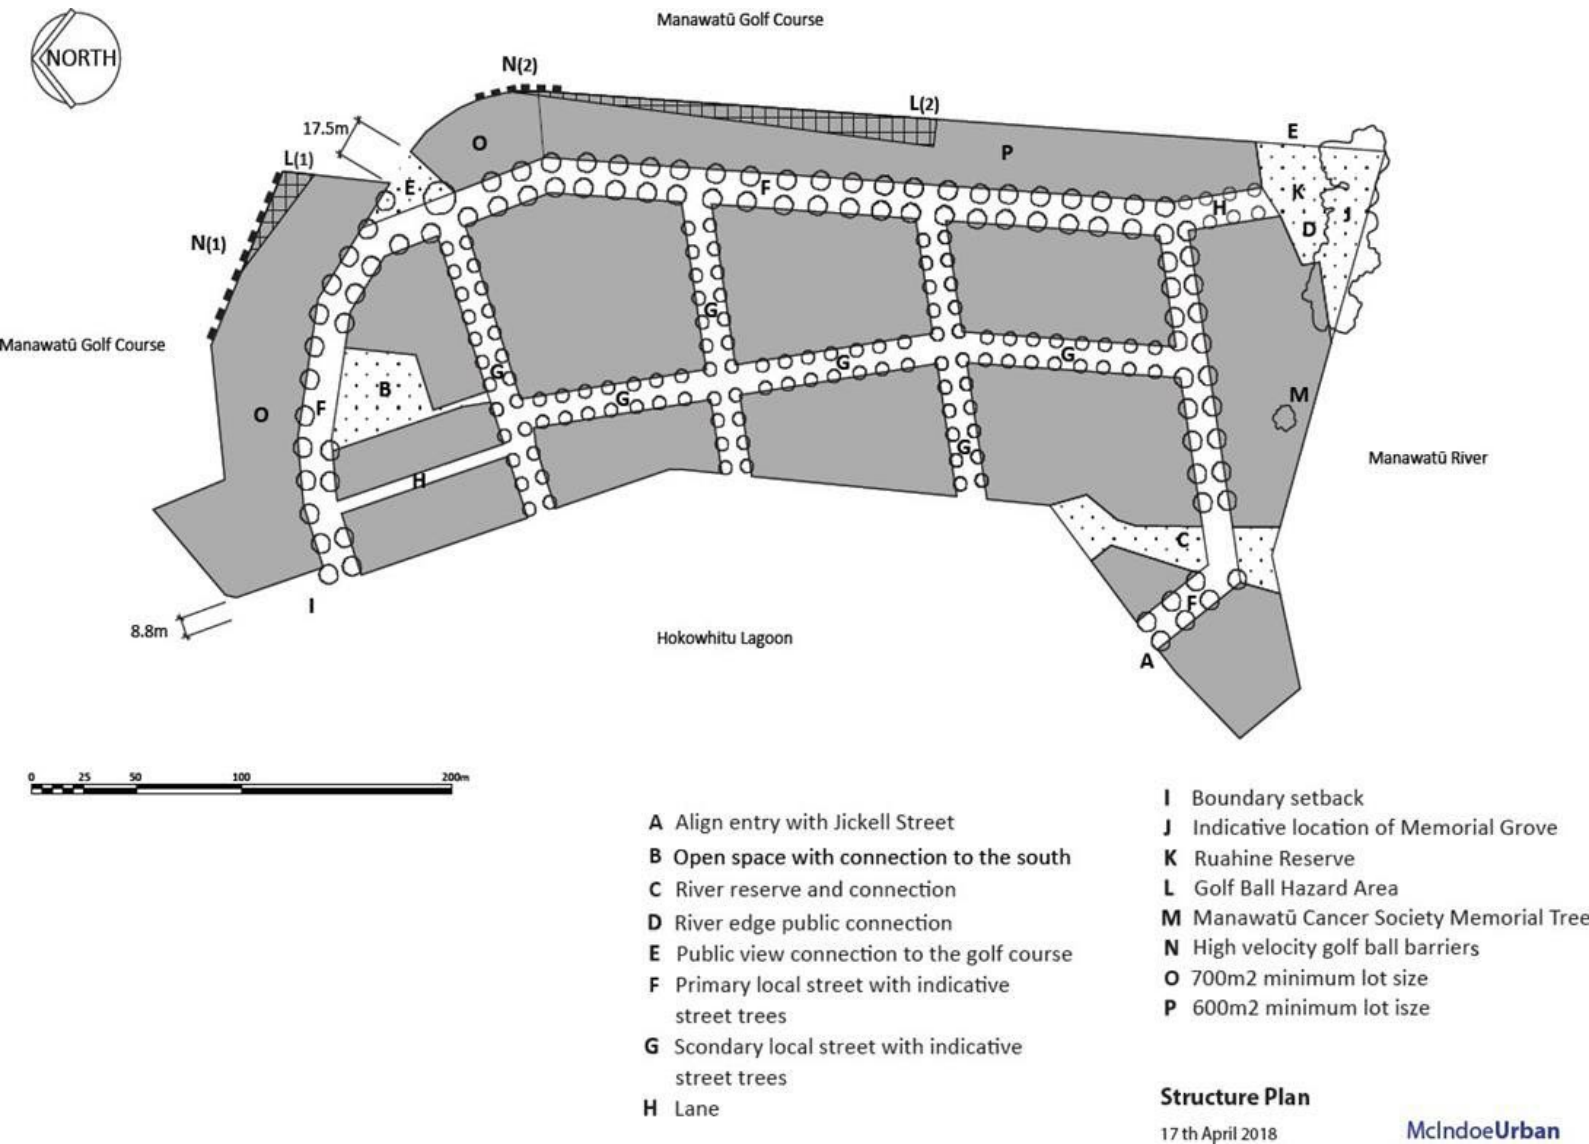 Manawatū Golf Course
NORTH
N(2)
L(2)
17.5m
E
L(1)
O
P
E
F
K
H
J
D
N(1)
G
Manawatū Golf Course
G
G
G
B
G
M
O
F
G
Manawatū River
H
C
F
I
8.8m
Hokowhitu Lagoon
A
0 25 50 100 200m
A Align entry with Jickell Street
B Open space with connection to the south
C River reserve and connection
D River edge public connection
E Public view connection to the golf course
F Primary local street with indicative
street trees
G Scondary local street with indicative
street trees
H Lane
I Boundary setback
J Indicative location of Memorial Grove
K Ruahine Reserve
L Golf Ball Hazard Area
M Manawatū Cancer Society Memorial Tree
N High velocity golf ball barriers
O 700m2 minimum lot size
P 600m2 minimum lot isze
Structure Plan
17 th April 2018
McIndoeUrban